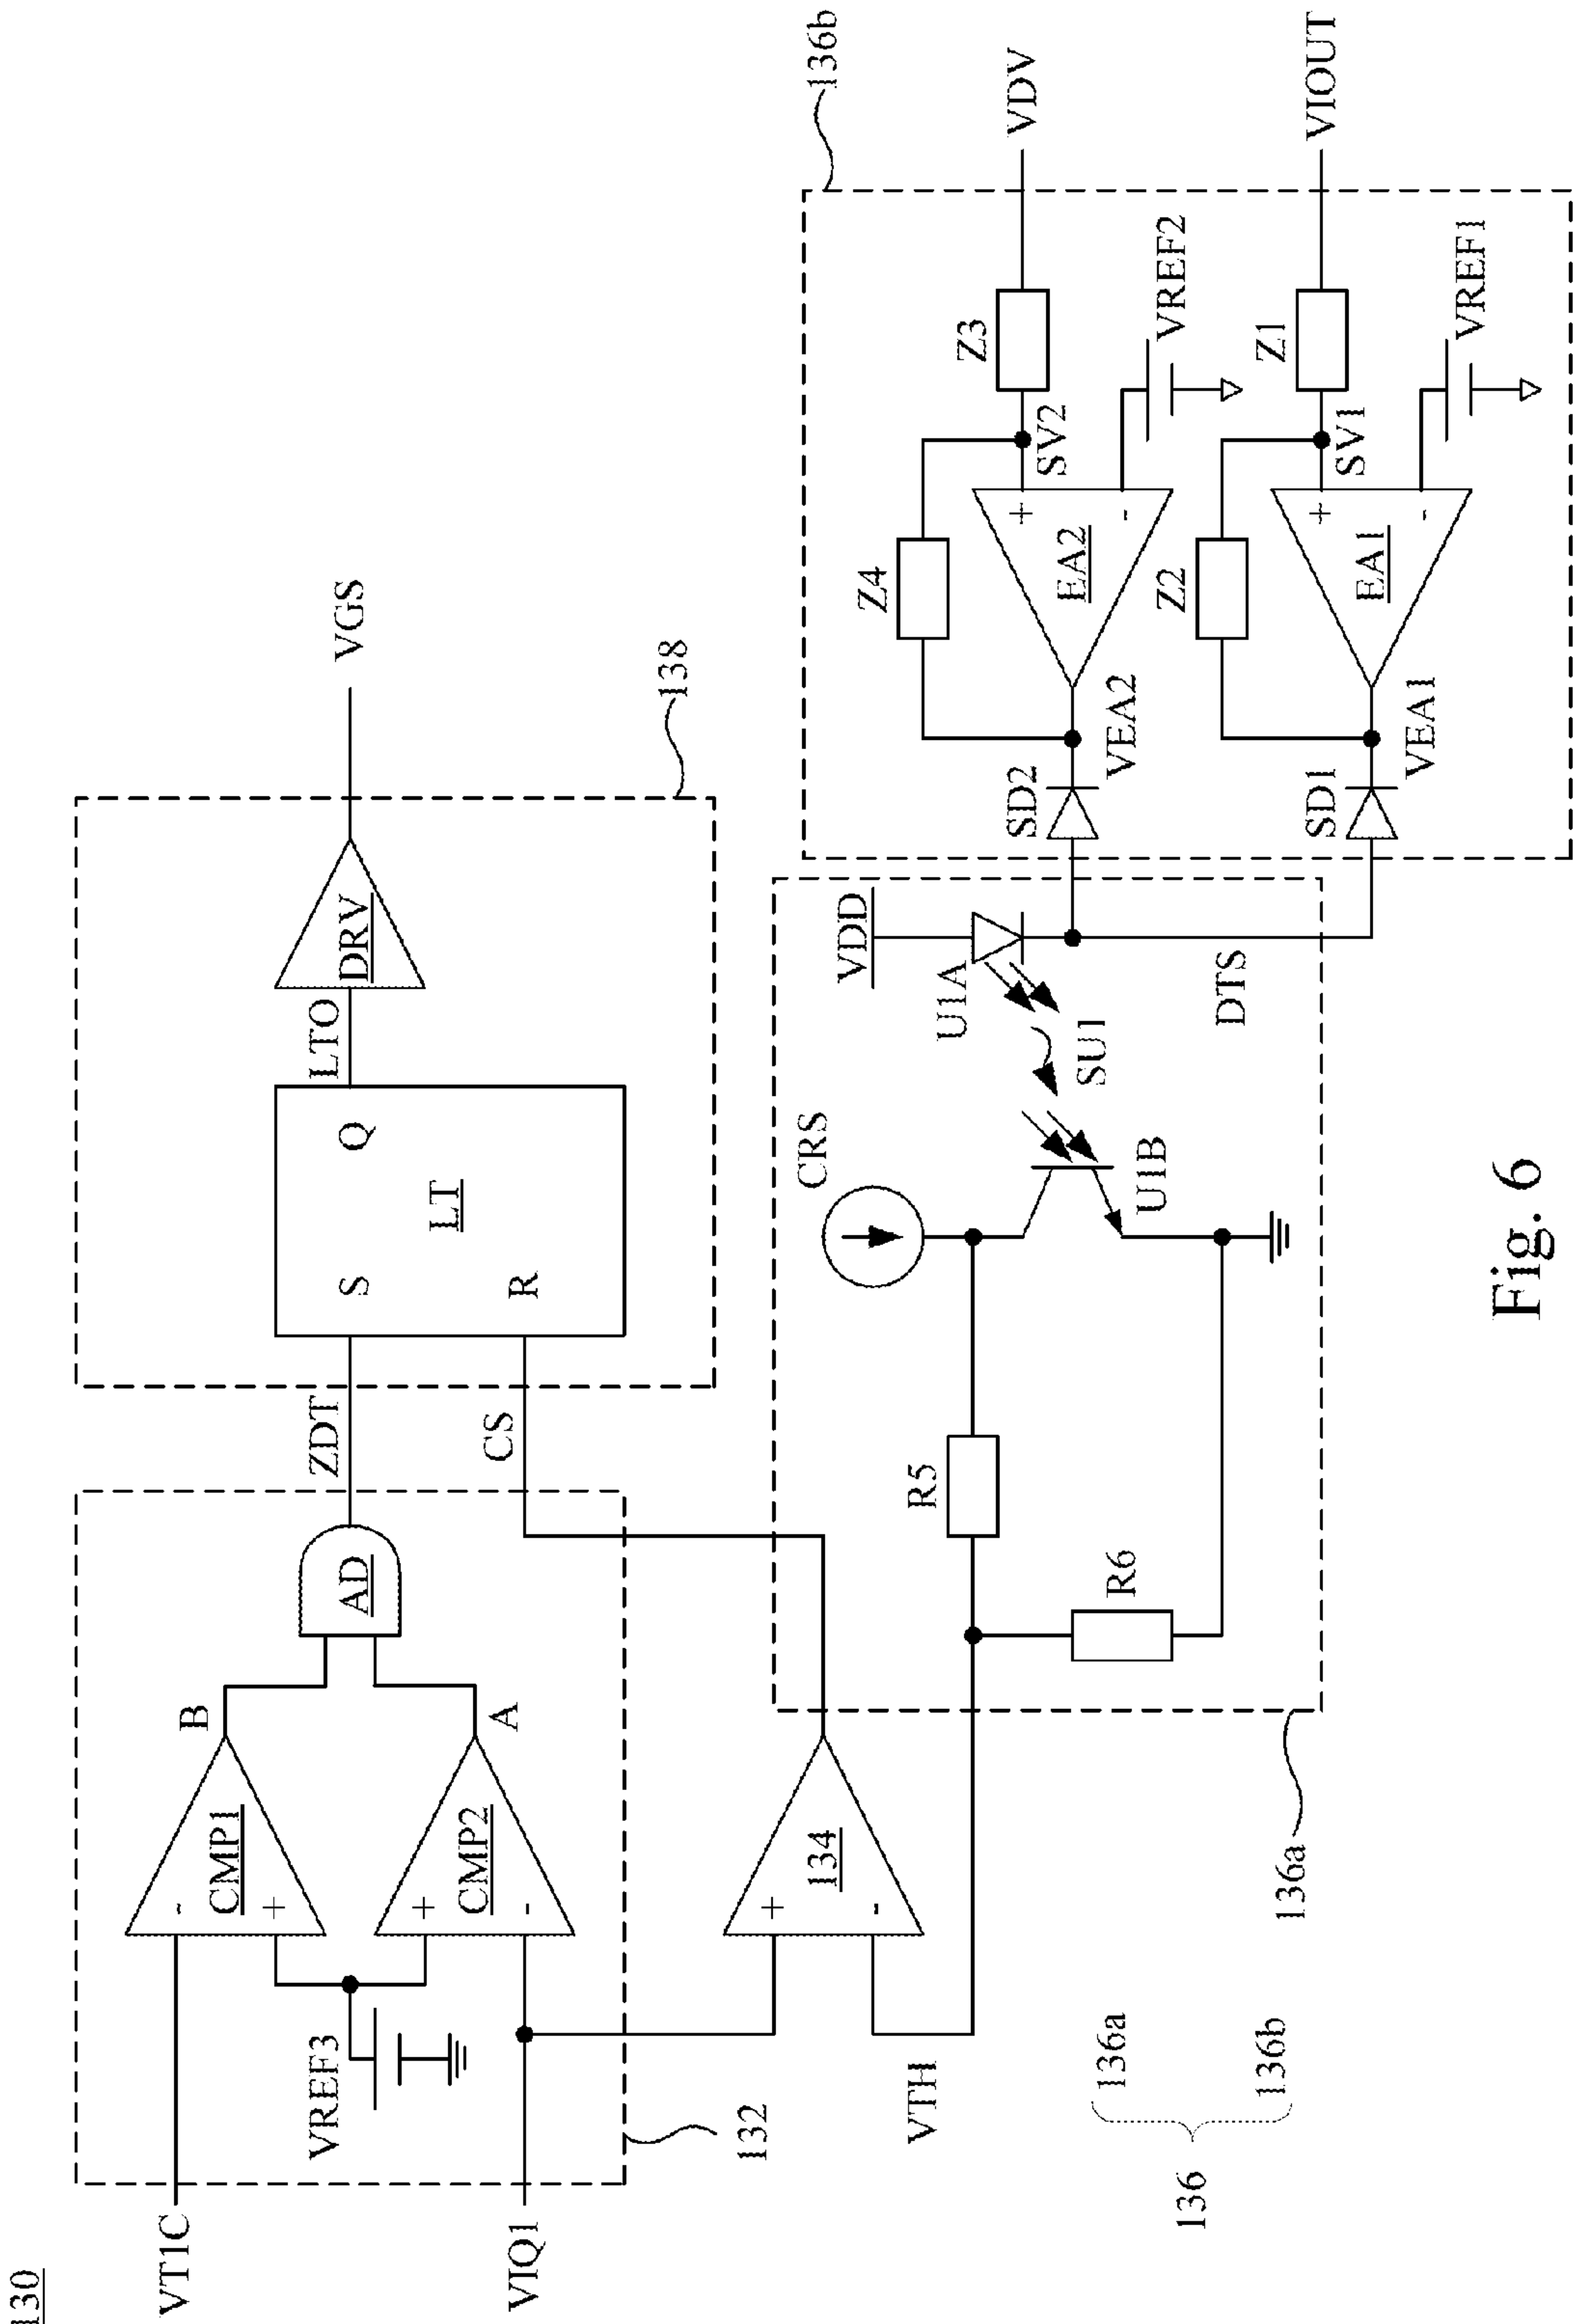 130
VT1C
VIQ1
VREF3
B
CMP1
-
+
A
CMP2
+
-
AD
132
ZDT
CS
S
Q
R
LT
LTO
DRV
138
VGS
134
+
-
VTH
R5
R6
CRS
U1B
SU1
U1A
VDD
DTS
136a
SD2
VEA2
Z4
EA2
+
-
SV2
Z3
VREF2
VDV
SD1
VEA1
Z2
EA1
+
-
SV1
Z1
VREF1
VIOUT
136b
136
136a
136b
Fig. 6